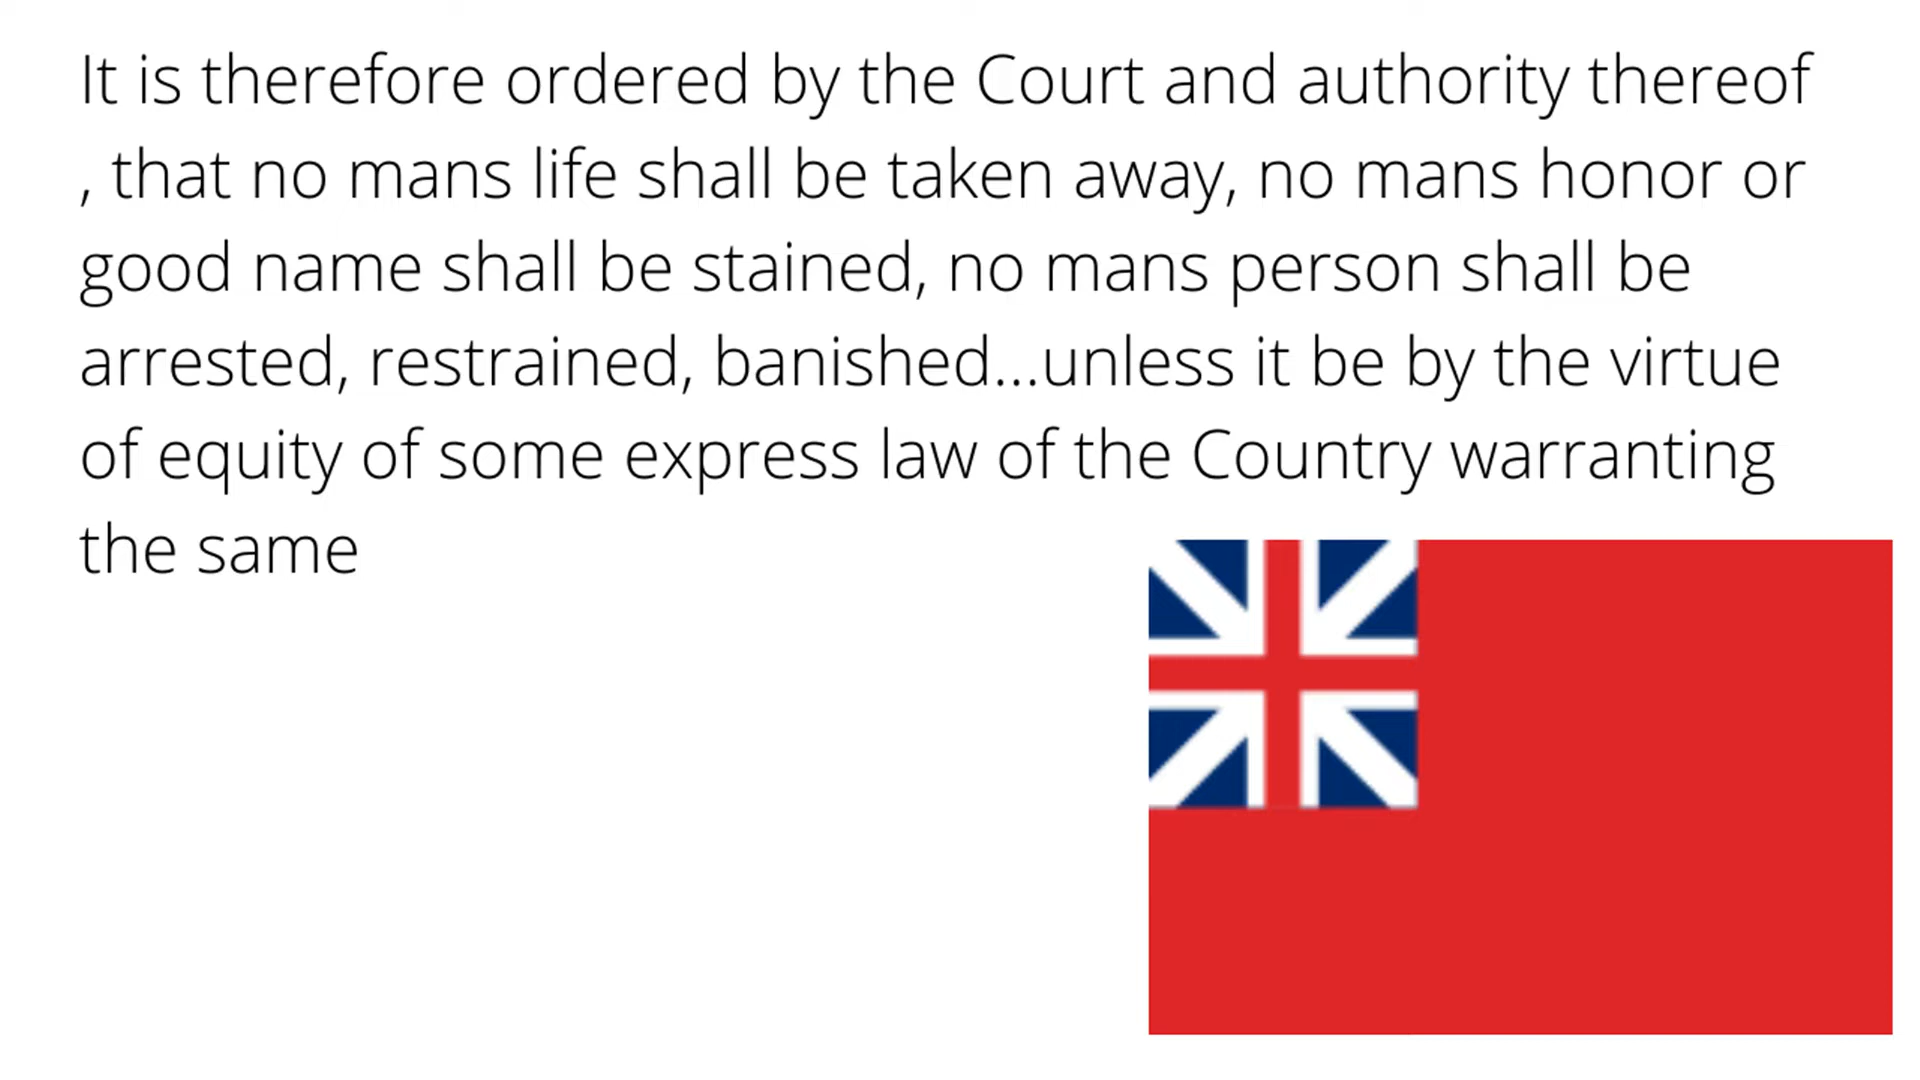 It is therefore ordered by the Court and authority thereof
, that no mans life shall be taken away, no mans honor or
good name shall be stained, no mans person shall be
arrested, restrained, banished...unless it be by the virtue
of equity of some express law of the Country warranting
the same